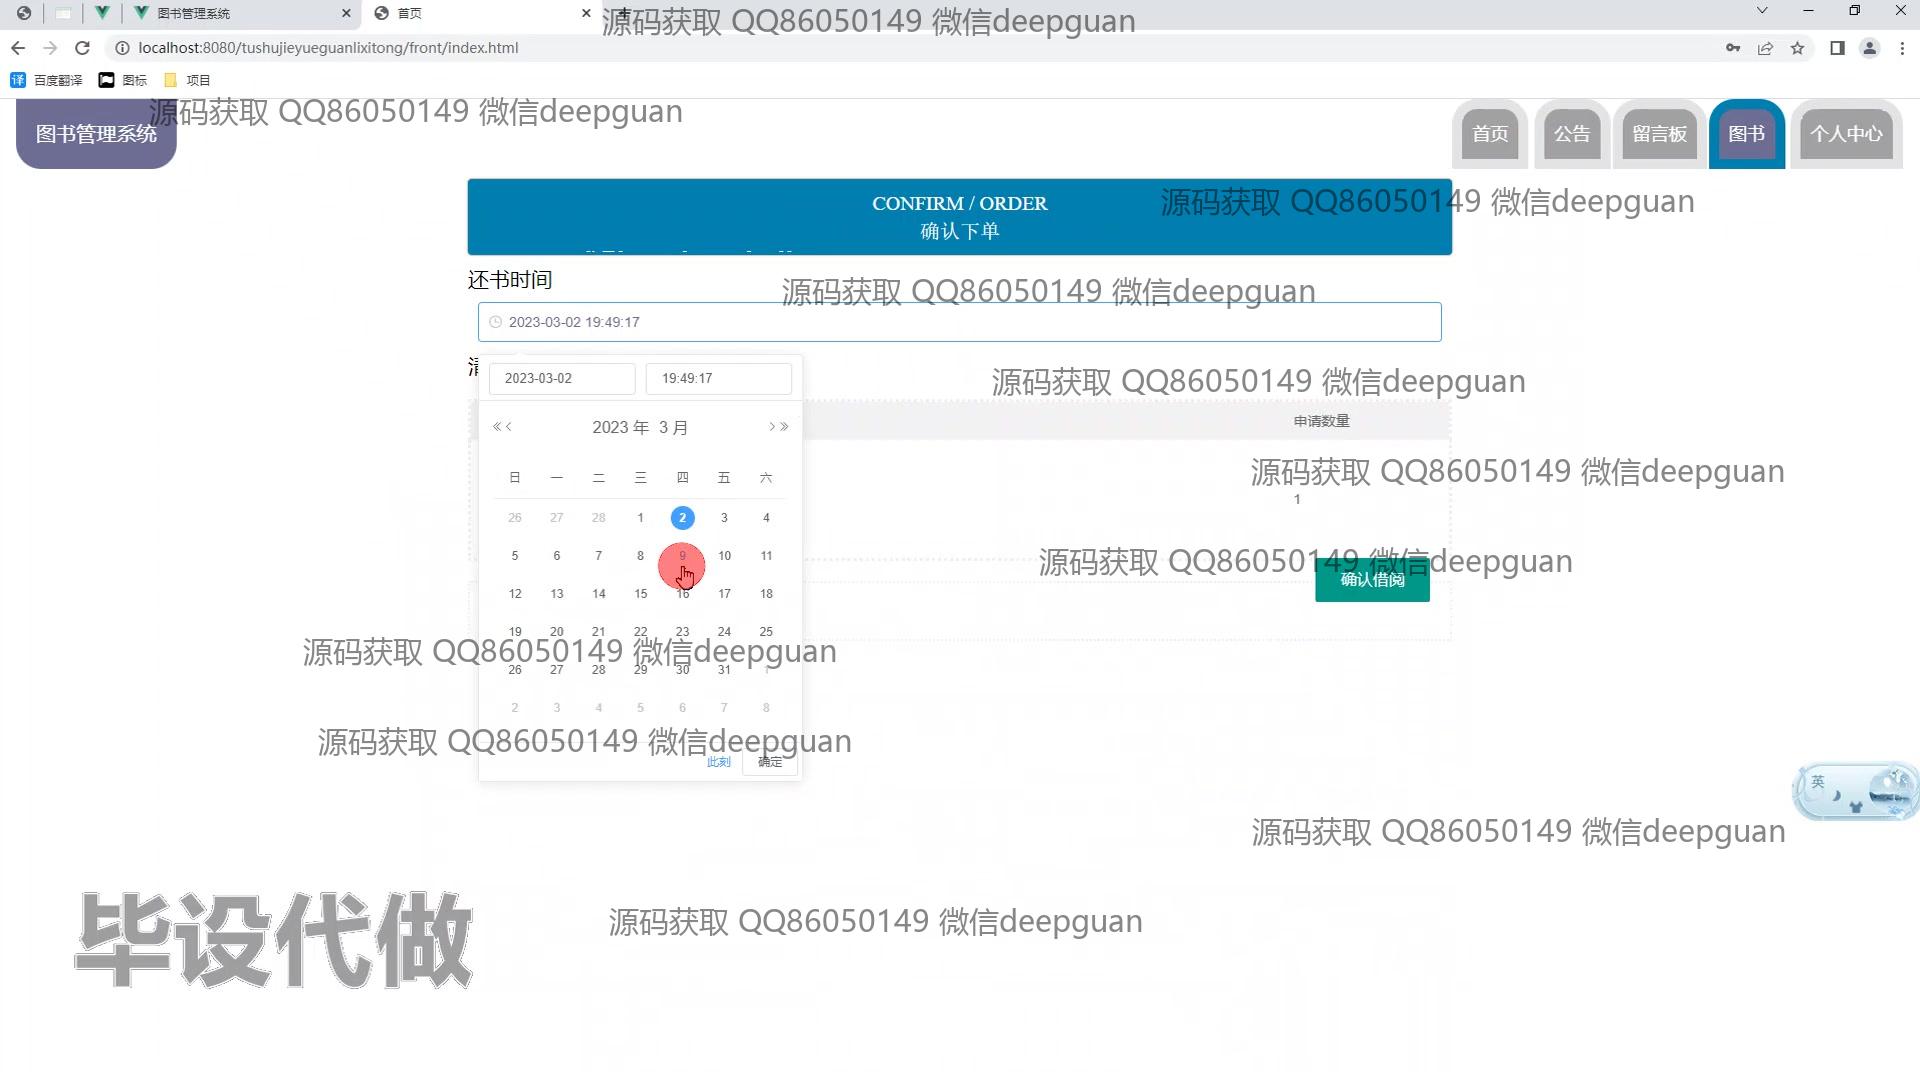 图书管理系统
首页
源码获取 QQ86050149 微信deepguan
localhost:8080/tushujieyueguanlixitong/front/index.html
译 百度翻译 图标 项目
源码获取 QQ86050149 微信deepguan
图书管理系统
首页 公告 留言板 图书 个人中心
CONFIRM / ORDER
源码获取 QQ86050149 微信deepguan
确认下单
还书时间
源码获取 QQ86050149 微信deepguan
2023-03-02 19:49:17
2023-03-02 19:49:17
源码获取 QQ86050149 微信deepguan
申请数量
2023 年 3 月
源码获取 QQ86050149 微信deepguan
日 一 二 三 四 五 六
1
26 27 28 1 2 3 4
5 6 7 8 9 10 11
源码获取 QQ86050149 微信deepguan
确认借阅
12 13 14 15 16 17 18
19 20 21 22 23 24 25
源码获取 QQ86050149 微信deepguan
26 27 28 29 30 31 1
2 3 4 5 6 7 8
源码获取 QQ86050149 微信deepguan
此刻 确定
英
源码获取 QQ86050149 微信deepguan
毕设代做
源码获取 QQ86050149 微信deepguan